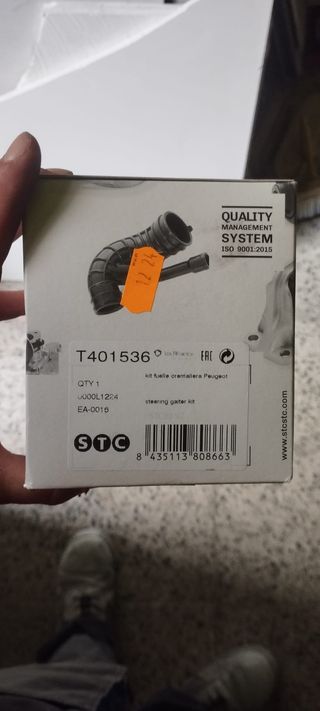 QUALITY
MANAGEMENT
SYSTEM
ISO 9001:2015
12 24
T401536
EAC
kit fuelle cremallera Peugeot
QTY 1
0000L1224
steering gaiter kit
EA-0016
STC
8 435113 808663
www.stcstc.com